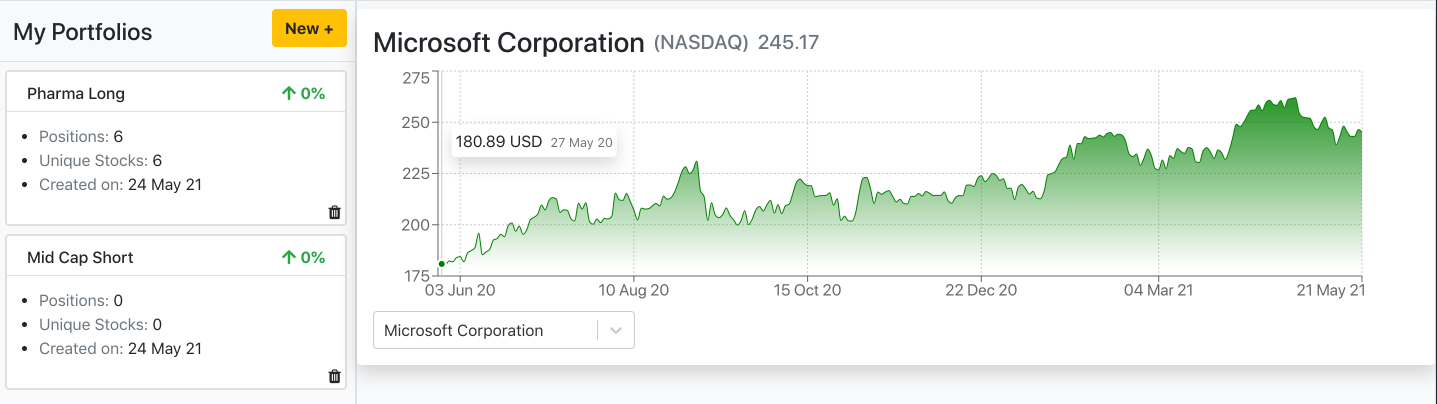 My Portfolios
New +
Pharma Long
0%
Positions: 6
Unique Stocks: 6
Created on: 24 May 21
Mid Cap Short
0%
Positions: 0
Unique Stocks: 0
Created on: 24 May 21
Microsoft Corporation (NASDAQ) 245.17
275
250
225
200
175
180.89 USD 27 May 20
03 Jun 20
10 Aug 20
15 Oct 20
22 Dec 20
04 Mar 21
21 May 21
Microsoft Corporation